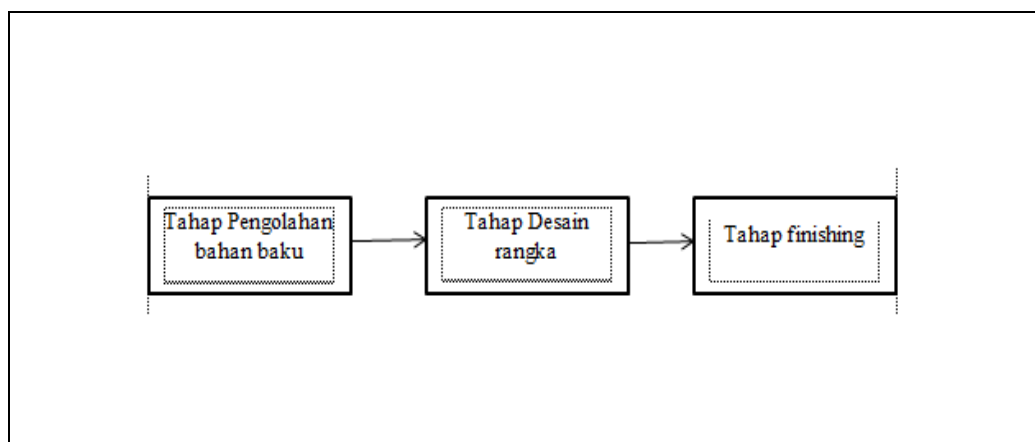 Tahap Pengolahan
bahan baku
Tahap Desain
rangka
Tahap finishing